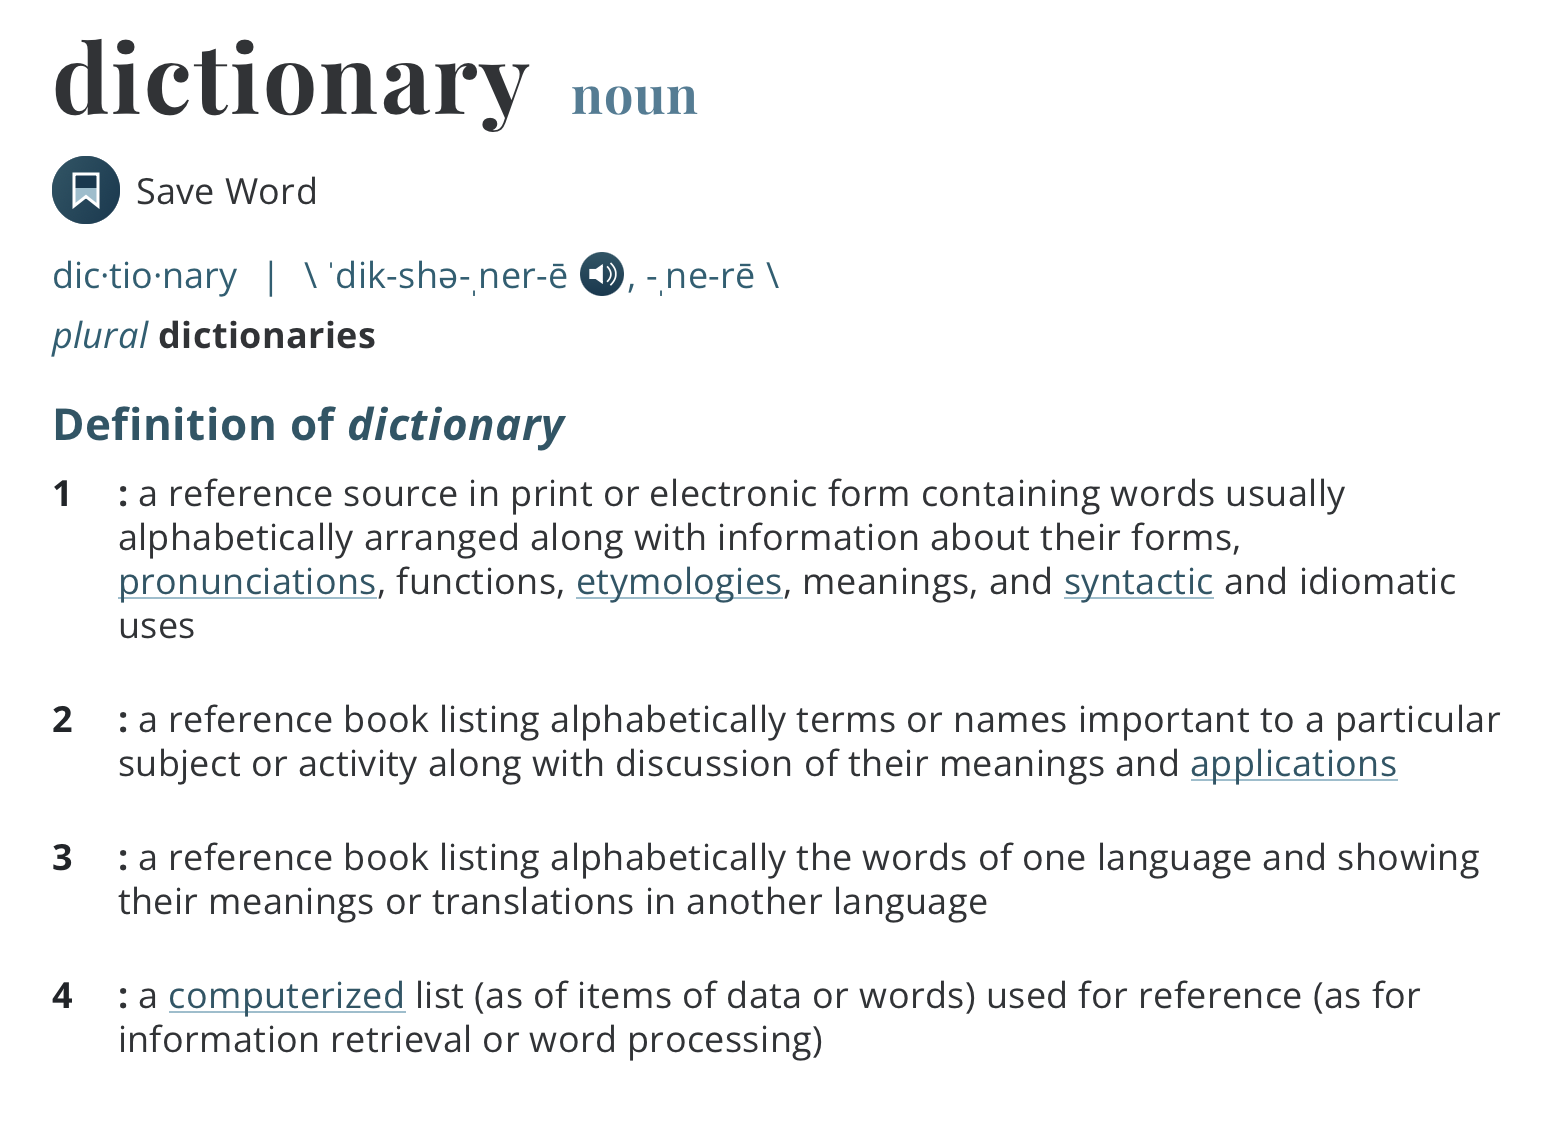 dictionary noun
Save Word
dic·tio·nary | \ ˈdik-shə-ˌner-ē , -ˌne-rē \
plural dictionaries
Definition of dictionary
1 : a reference source in print or electronic form containing words usually
alphabetically arranged along with information about their forms,
pronunciations, functions, etymologies, meanings, and syntactic and idiomatic
uses
2 : a reference book listing alphabetically terms or names important to a particular
subject or activity along with discussion of their meanings and applications
3 : a reference book listing alphabetically the words of one language and showing
their meanings or translations in another language
4 : a computerized list (as of items of data or words) used for reference (as for
information retrieval or word processing)